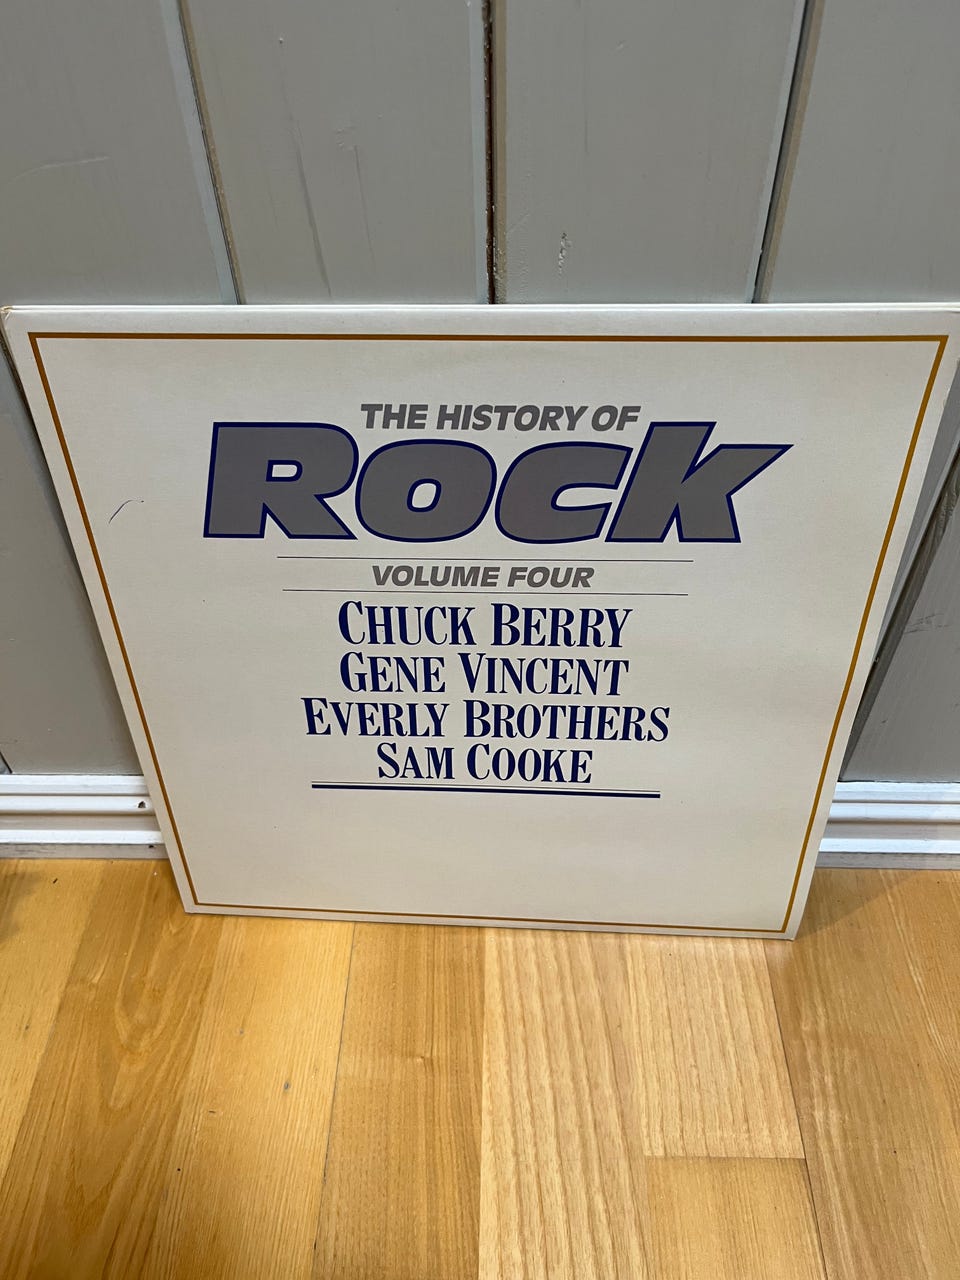 THE HISTORY OF
ROCK
VOLUME FOUR
CHUCK BERRY
GENE VINCENT
EVERLY BROTHERS
SAM COOKE